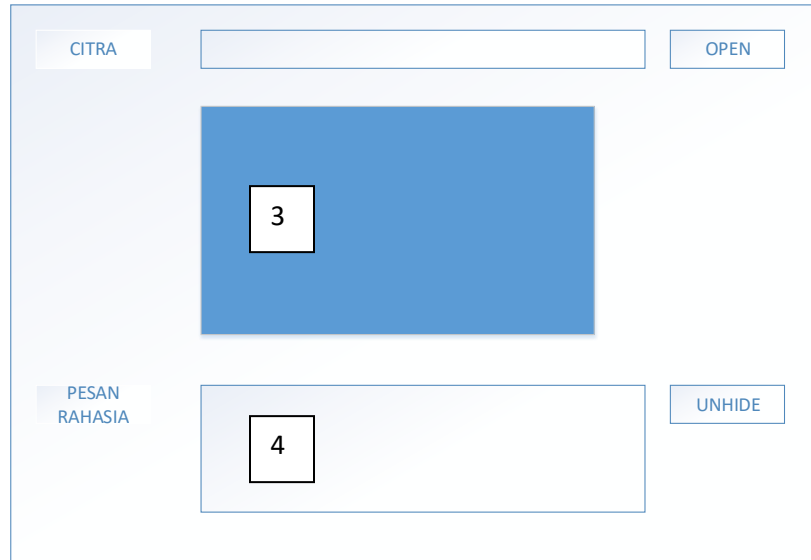 CITRA
OPEN
3
PESAN
RAHASIA
UNHIDE
4